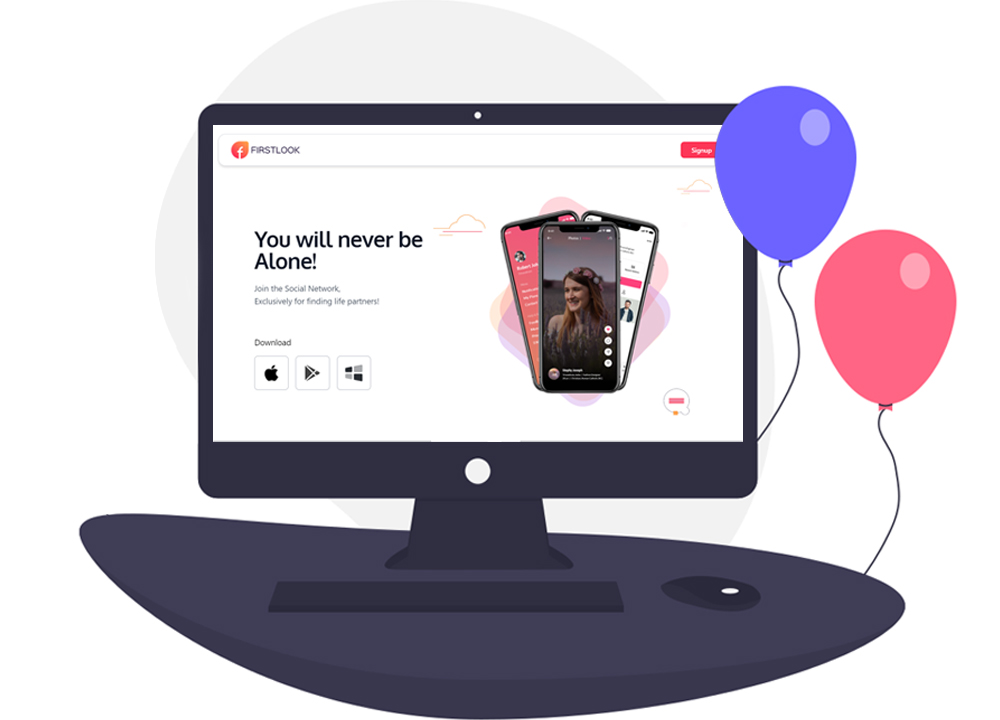 FIRSTLOOK
Signup
You will never be
Alone!
Join the Social Network,
Exclusively for finding life partners!
Download